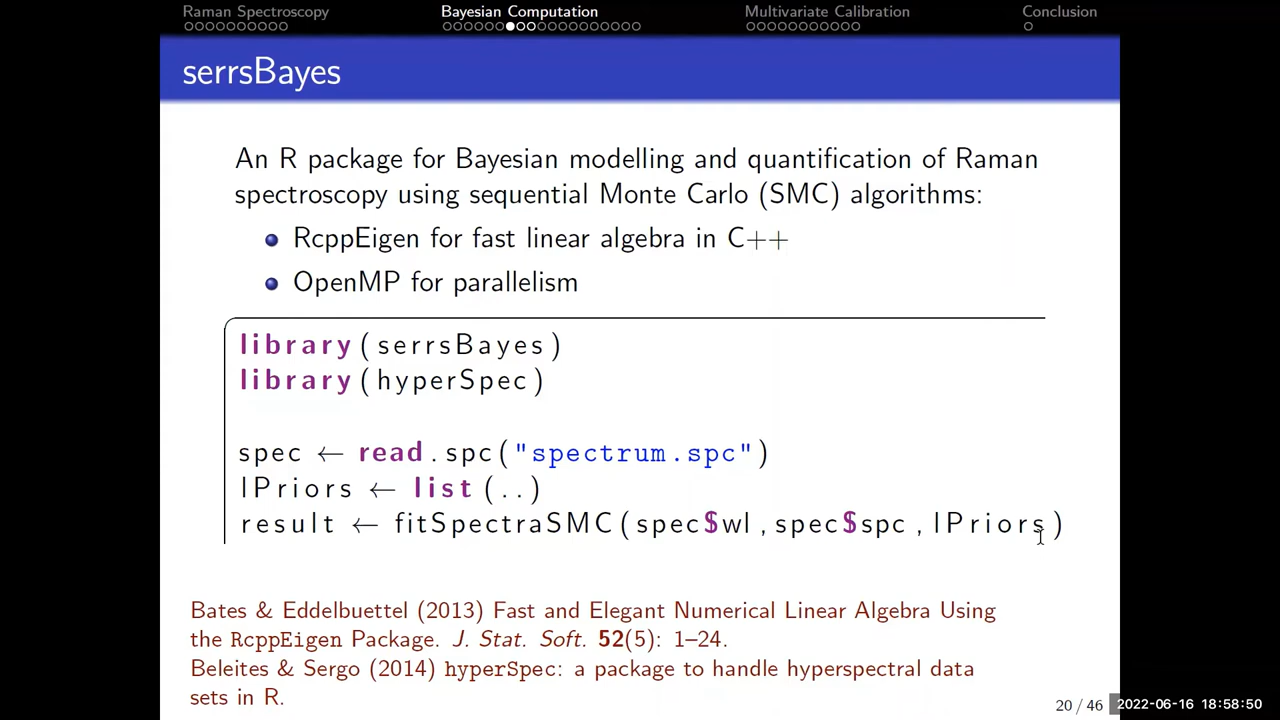 Raman Spectroscopy Bayesian Computation Multivariate Calibration Conclusion
serrsBayes
An R package for Bayesian modelling and quantification of Raman
spectroscopy using sequential Monte Carlo (SMC) algorithms:
RcppEigen for fast linear algebra in C++
OpenMP for parallelism
library(serrsBayes)
library(hyperSpec)
spec ← read.spc("spectrum.spc")
lPriors ← list(..)
result ← fitSpectraSMC(spec$wl,spec$spc,lPriors)
Bates & Eddelbuettel (2013) Fast and Elegant Numerical Linear Algebra Using
the RcppEigen Package. J. Stat. Soft. 52(5): 1–24.
Beleites & Sergo (2014) hyperSpec: a package to handle hyperspectral data
sets in R.
20 / 46 2022-06-16 18:58:50